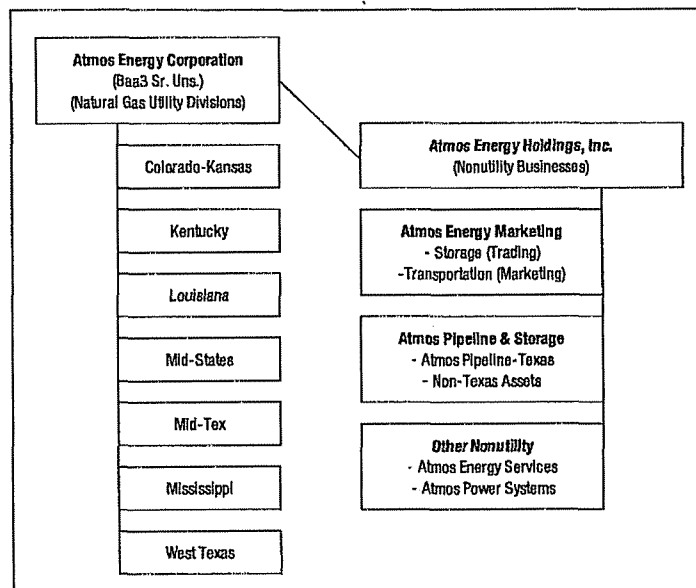 Atmos Energy Corporation
(Baa3 Sr. Uns.)
(Natural Gas Utility Divisions)
Colorado-Kansas
Kentucky
Louisiana
Mid-States
Mid-Tex
Mississippi
West Texas
Atmos Energy Holdings, Inc.
(Nonutility Businesses)
Atmos Energy Marketing
- Storage (Trading)
-Transportation (Marketing)
Atmos Pipeline & Storage
- Atmos Pipeline-Texas
- Non-Texas Assets
Other Nonutility
- Atmos Energy Services
- Atmos Power Systems